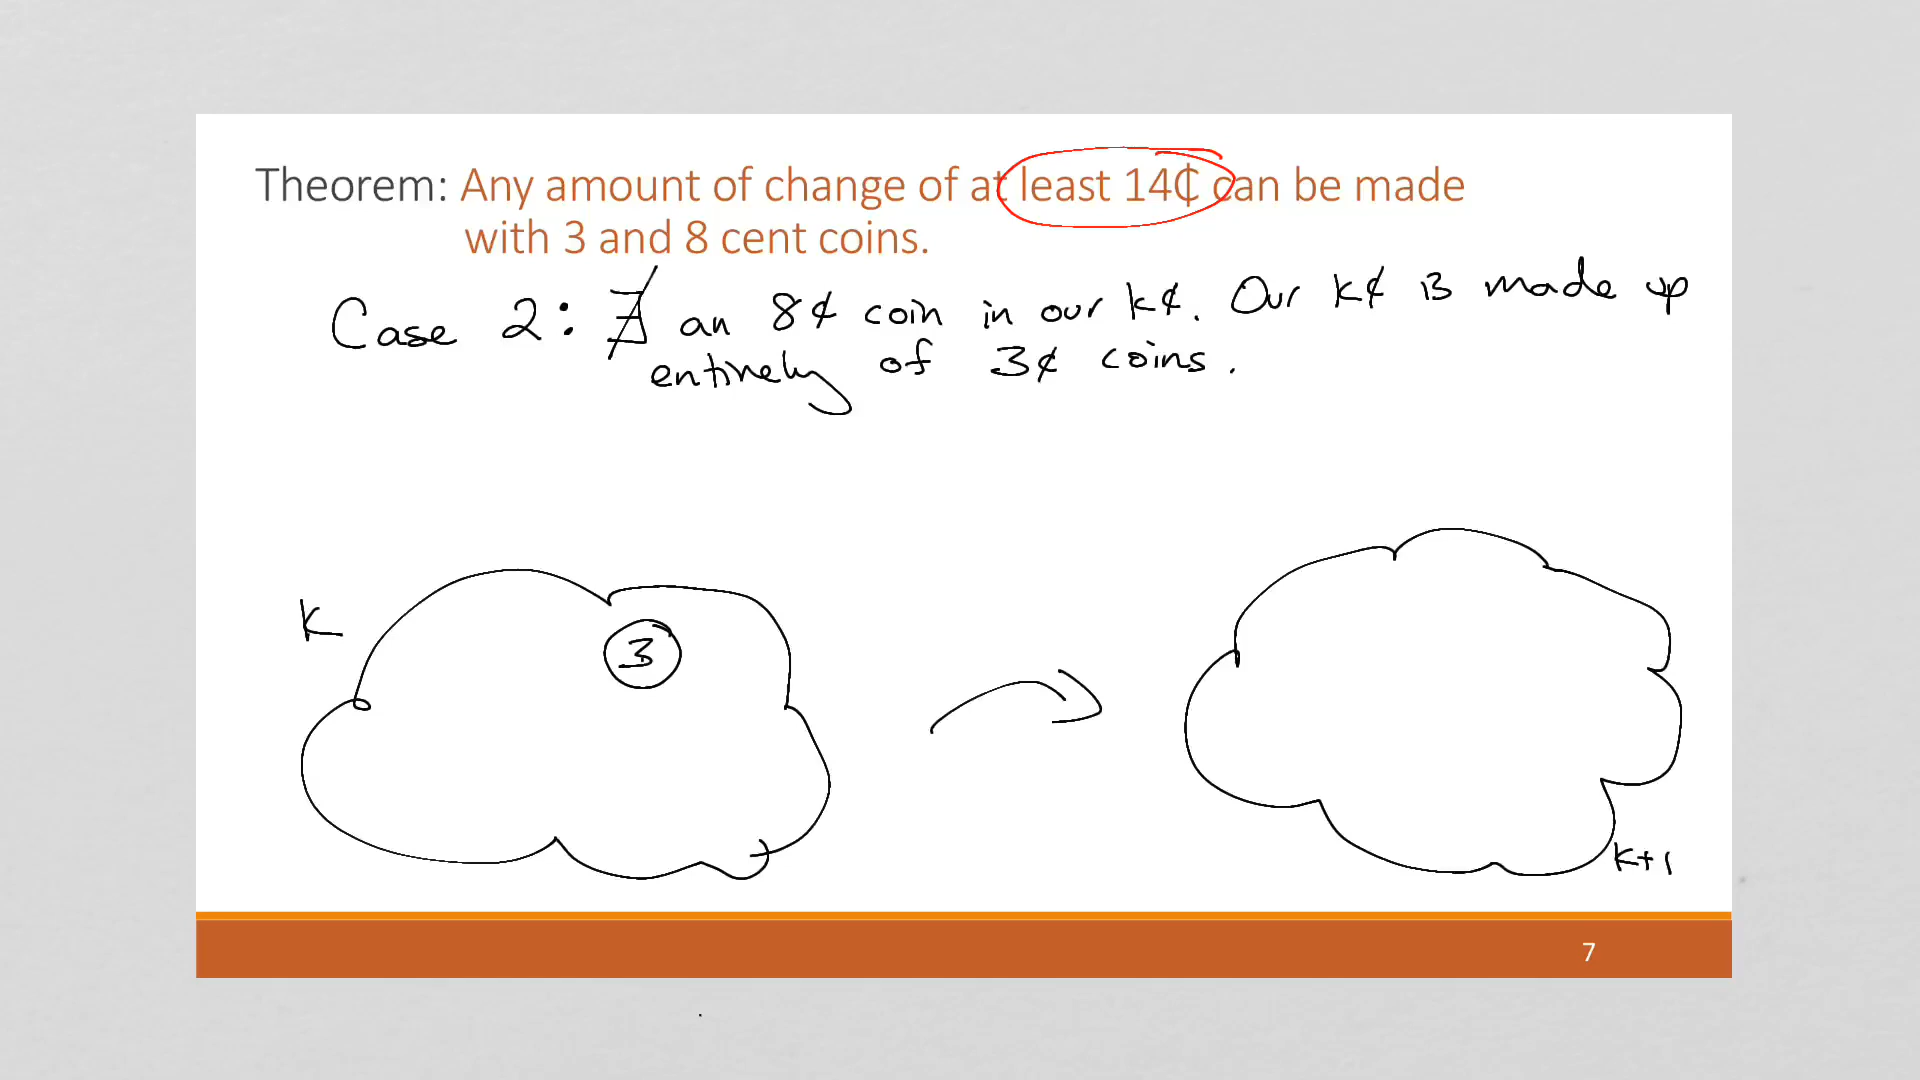 Theorem: Any amount of change of at least 14₵ can be made
with 3 and 8 cent coins.
Case 2: ∄ an 8¢ coin in our k¢. Our k¢ is made up
entirely of 3¢ coins.
K
3
K+1
7